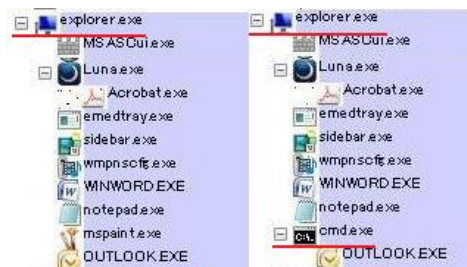 explorer.exe
MSASCui.exe
Luna.exe
Acrobat.exe
emedtray.exe
sidebar.exe
wmpnscfg.exe
WINWORD.EXE
notepad.exe
mspaint.exe
OUTLOOK.EXE
explorer.exe
MSASCui.exe
Luna.exe
Acrobat.exe
emedtray.exe
sidebar.exe
wmpnscfg.exe
WINWORD.EXE
notepad.exe
cmd.exe
OUTLOOK.EXE